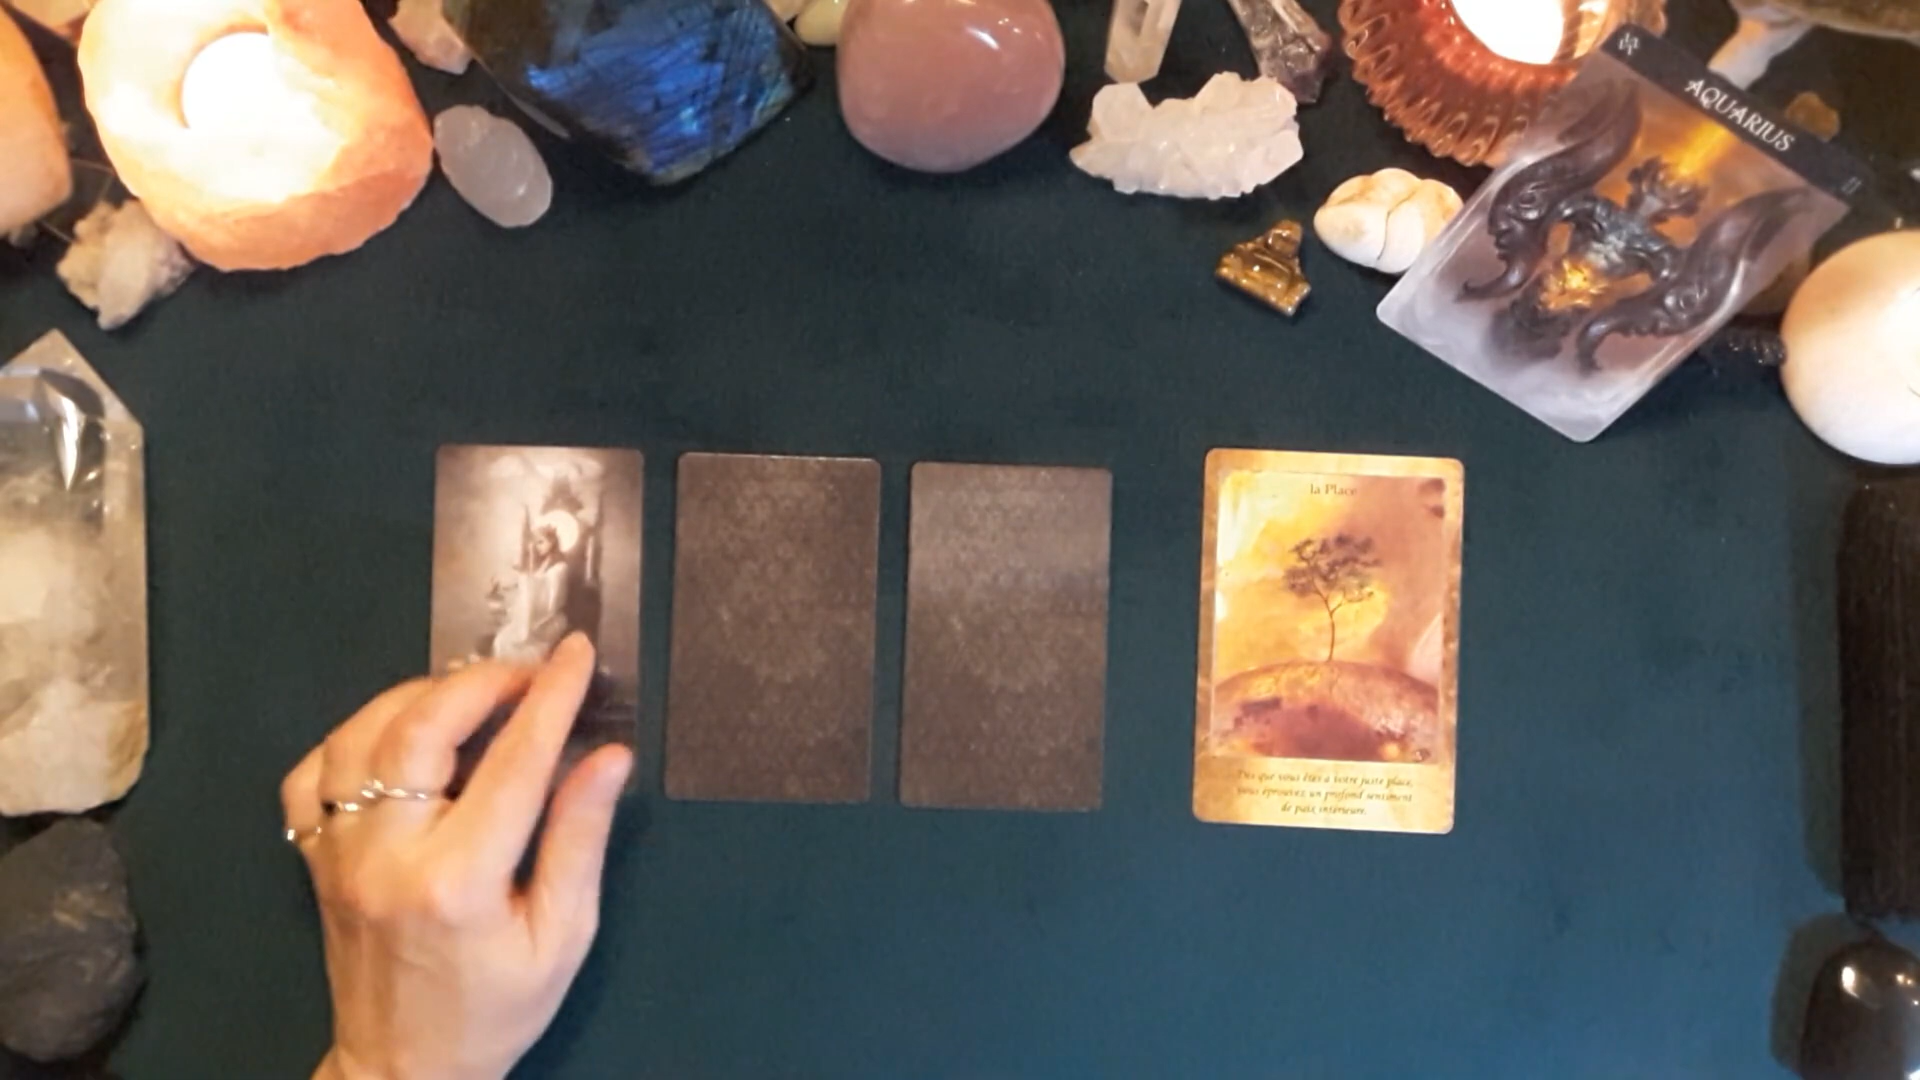 AQUARIUS
la Place
Dès que vous êtes à votre juste place,
vous éprouvez un profond sentiment
de paix intérieure.